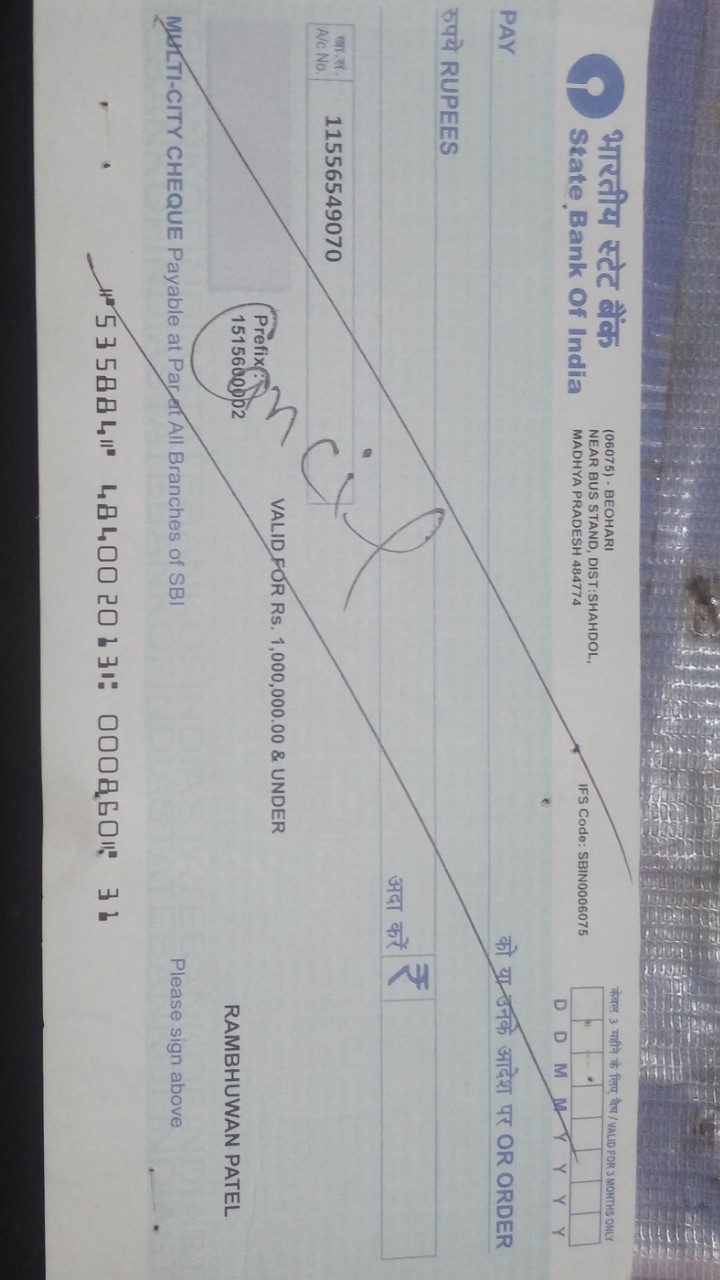 भारतीय स्टेट बैंक
State Bank Of India
(06075) - BEOHARI
NEAR BUS STAND, DIST:SHAHDOL,
MADHYA PRADESH 484774
IFS Code: SBIN0006075
केवल 3 महीने के लिए वैध / VALID FOR 3 MONTHS ONLY
D D M M Y Y Y Y
PAY
को या उनके आदेश पर OR ORDER
रुपये RUPEES
अदा करें ₹
खा.सं.
A/c No.
11556549070
VALID FOR Rs. 1,000,000.00 & UNDER
Prefix :
1515600002
Cancil
RAMBHUWAN PATEL
MULTI-CITY CHEQUE Payable at Par at All Branches of SBI
Please sign above
⑈535884⑈ 484002013⑆ 000860⑈ 31